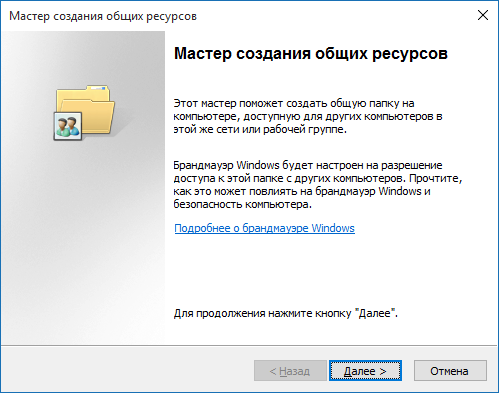 Мастер создания общих ресурсов
Мастер создания общих ресурсов
Этот мастер поможет создать общую папку на
компьютере, доступную для других компьютеров в
этой же сети или рабочей группе.
Брандмауэр Windows будет настроен на разрешение
доступа к этой папке с других компьютеров. Прочтите,
как это может повлиять на брандмауэр Windows и
безопасность компьютера.
Подробнее о брандмауэре Windows
Для продолжения нажмите кнопку "Далее".
< Назад Далее > Отмена